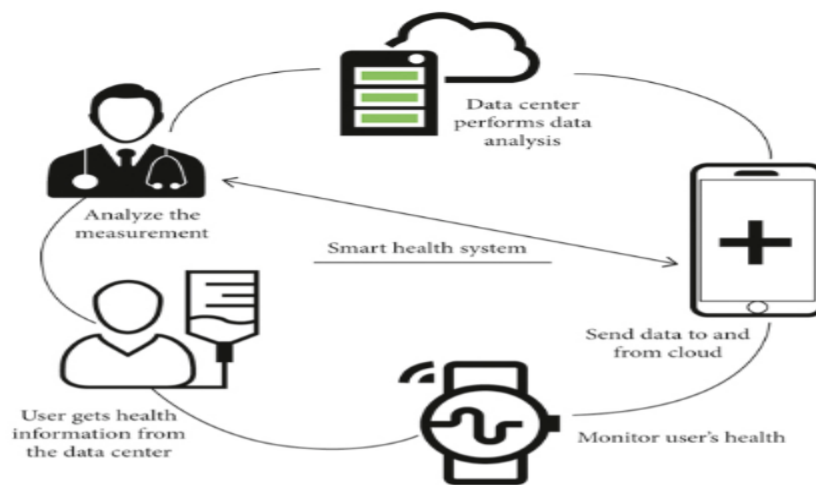 Data center
performs data
analysis
Analyze the
measurement
Smart health system
Send data to and
from cloud
User gets health
information from
the data center
Monitor user's health